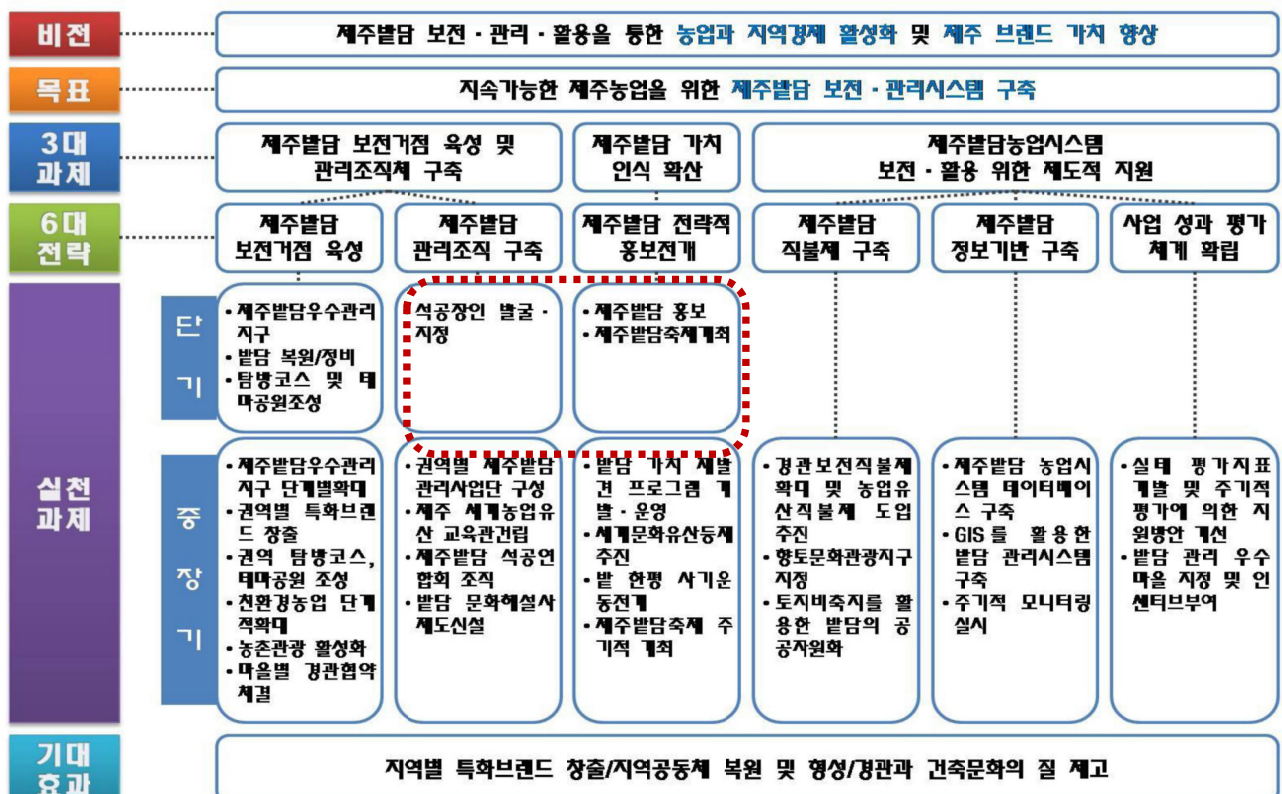 비전
제주밭담 보전·관리·활용을 통한 농업과 지역경제 활성화 및 제주 브랜드 가치 향상
목표
지속가능한 제주농업을 위한 제주밭담 보전·관리시스템 구축
3대
과제
제주밭담 보전거점 육성 및
관리조직체 구축
제주밭담 가치
인식 확산
제주밭담농업시스템
보전·활용 위한 제도적 지원
6대
전략
제주밭담
보전거점 육성
제주밭담
관리조직 구축
제주밭담 전략적
홍보전개
제주밭담
직불제 구축
제주밭담
정보기반 구축
사업 성과 평가
체계 확립
실천
과제
단
기
• 제주밭담우수관리
지구
• 밭담 복원/정비
• 탐방코스 및 테
마공원조성
석공장인 발굴·
지정
• 제주밭담 홍보
• 제주밭담축제개최
중
장
기
• 제주밭담우수관리
지구 단계별확대
• 권역별 특화브랜
드 창출
• 권역 탐방코스,
테마공원 조성
• 친환경농업 단계
적확대
• 농촌관광 활성화
• 마을별 경관협약
체결
• 권역별 제주밭담
관리사업단 구성
• 제주 세계농업유
산 교육관건립
• 제주밭담 석공연
합회 조직
• 밭담 문화해설사
제도신설
• 밭담 가치 재발
견 프로그램 개
발·운영
• 세계문화유산등재
추진
• 밭 한평 사기운
동전개
• 제주밭담축제 주
기적 개최
• 경관보전직불제
확대 및 농업유
산직불제 도입
추진
• 향토문화관광지구
지정
• 토지비축지를 활
용한 밭담의 공
공자원화
• 제주밭담 농업시
스템 데이터베이
스 구축
• GIS를 활용한
밭담 관리시스템
구축
• 주기적 모니터링
실시
• 실태 평가지표
개발 및 주기적
평가에 의한 지
원방안 개선
• 밭담 관리 우수
마을 지정 및 인
센티브부여
기대
효과
지역별 특화브랜드 창출/지역공동체 복원 및 형성/경관과 건축문화의 질 제고